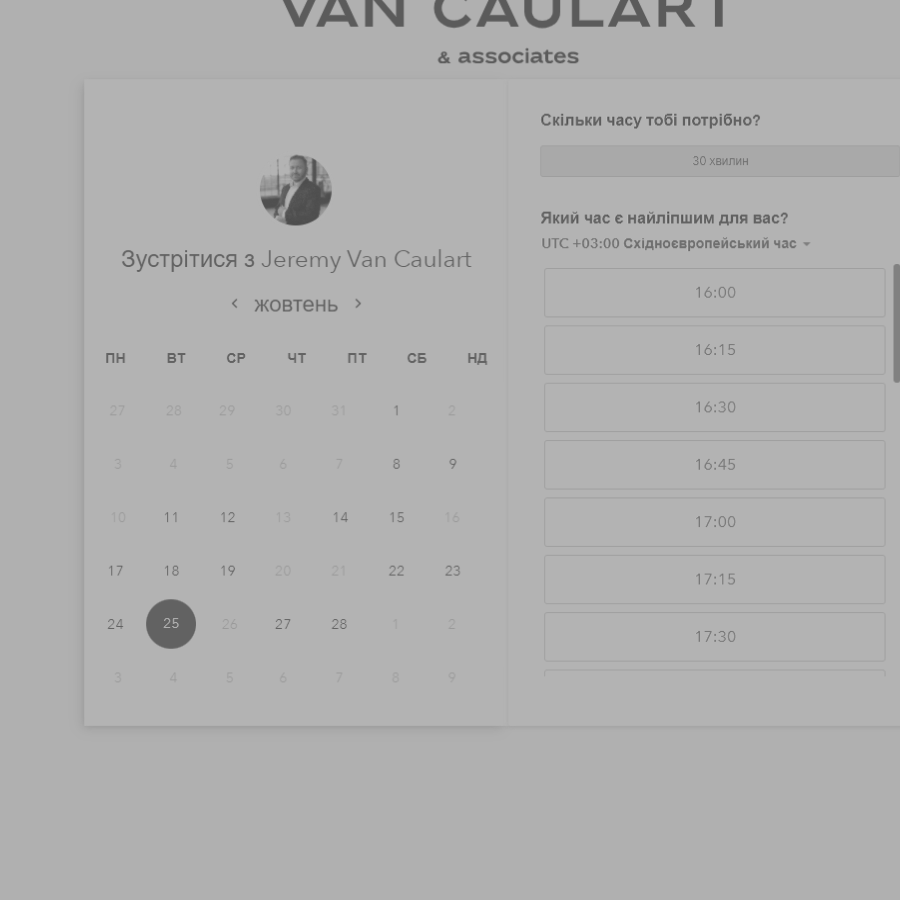 VAN CAULART
& associates
Зустрітися з Jeremy Van Caulart
жовтень
ПН ВТ СР ЧТ ПТ СБ НД
27 28 29 30 31 1 2
3 4 5 6 7 8 9
10 11 12 13 14 15 16
17 18 19 20 21 22 23
24 25 26 27 28 1 2
3 4 5 6 7 8 9
Скільки часу тобі потрібно?
30 хвилин
Який час є найліпшим для вас?
UTC +03:00 Східноєвропейський час
16:00
16:15
16:30
16:45
17:00
17:15
17:30